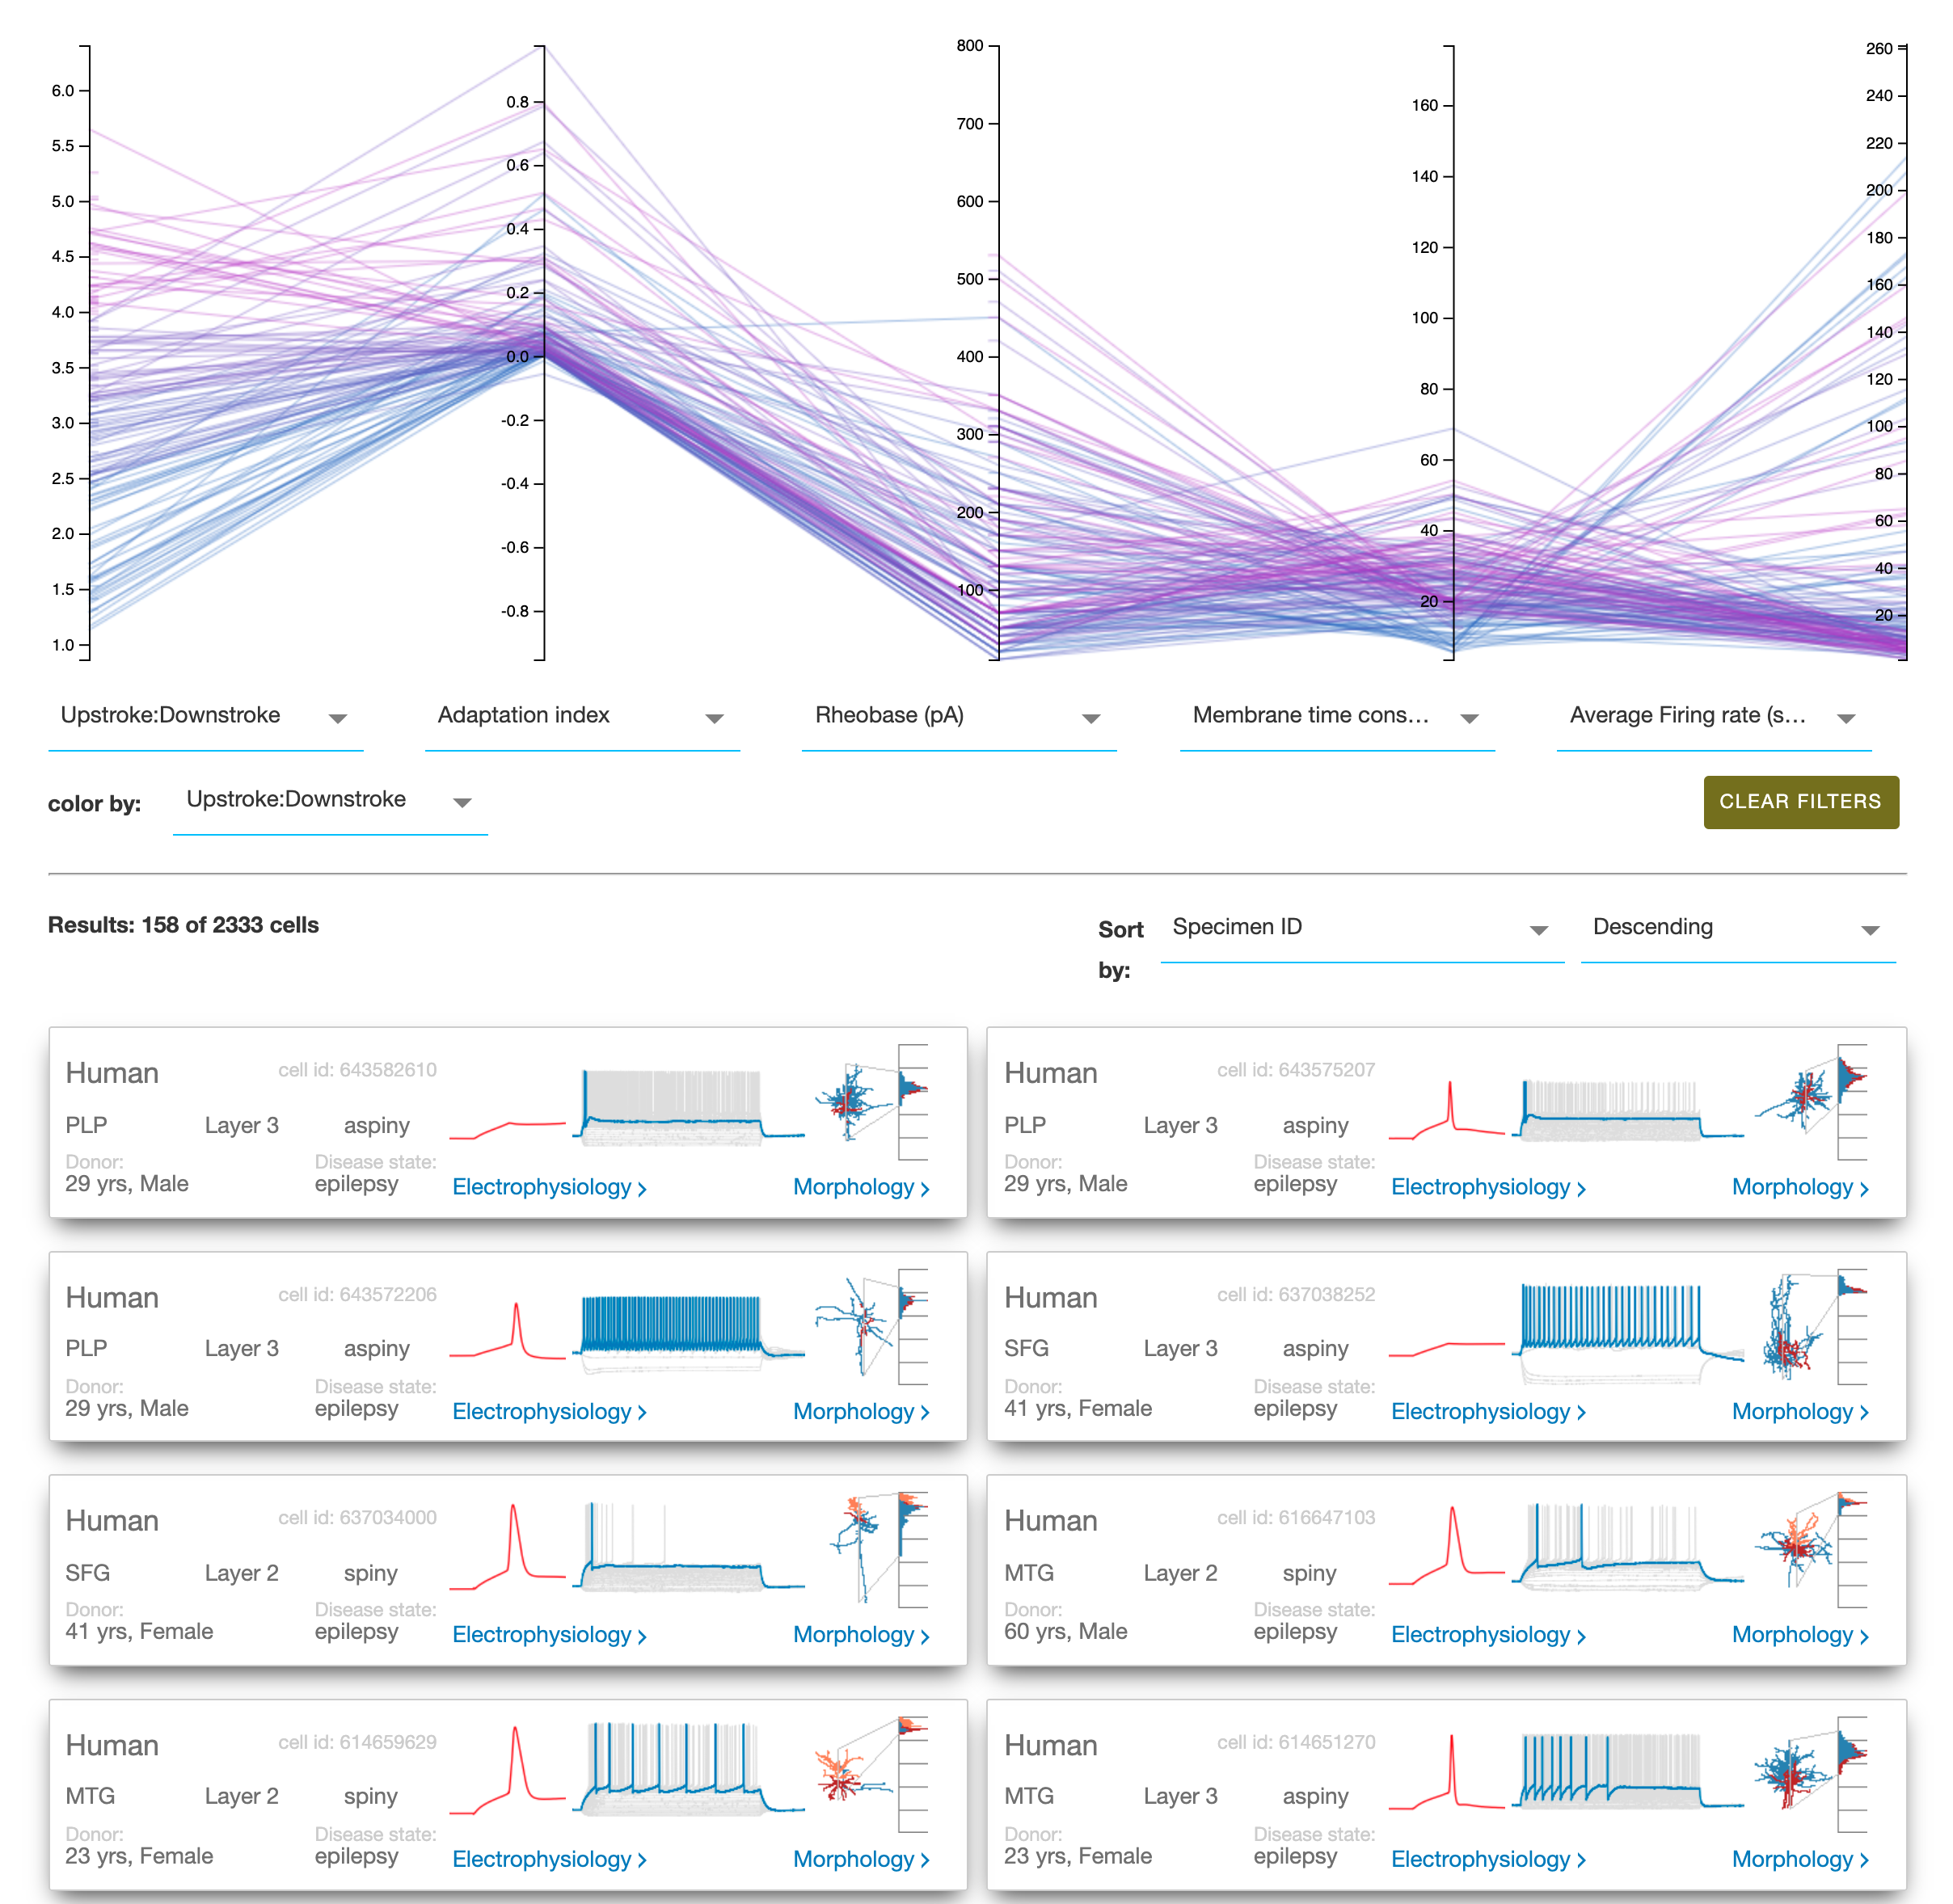 6.0
5.5
5.0
4.5
4.0
3.5
3.0
2.5
2.0
1.5
1.0
0.8
0.6
0.4
0.2
0.0
-0.2
-0.4
-0.6
-0.8
800
700
600
500
400
300
200
100
160
140
120
100
80
60
40
20
260
240
220
200
180
160
140
120
100
80
60
40
20
Upstroke:Downstroke
Adaptation index
Rheobase (pA)
Membrane time cons...
Average Firing rate (s...
color by: Upstroke:Downstroke
CLEAR FILTERS
Results: 158 of 2333 cells
Sort by: Specimen ID Descending
Human cell id: 643582610
PLP Layer 3 aspiny
Donor: Disease state:
29 yrs, Male epilepsy Electrophysiology > Morphology >
Human cell id: 643575207
PLP Layer 3 aspiny
Donor: Disease state:
29 yrs, Male epilepsy Electrophysiology > Morphology >
Human cell id: 643572206
PLP Layer 3 aspiny
Donor: Disease state:
29 yrs, Male epilepsy Electrophysiology > Morphology >
Human cell id: 637038252
SFG Layer 3 aspiny
Donor: Disease state:
41 yrs, Female epilepsy Electrophysiology > Morphology >
Human cell id: 637034000
SFG Layer 2 spiny
Donor: Disease state:
41 yrs, Female epilepsy Electrophysiology > Morphology >
Human cell id: 616647103
MTG Layer 2 spiny
Donor: Disease state:
60 yrs, Male epilepsy Electrophysiology > Morphology >
Human cell id: 614659629
MTG Layer 2 spiny
Donor: Disease state:
23 yrs, Female epilepsy Electrophysiology > Morphology >
Human cell id: 614651270
MTG Layer 3 aspiny
Donor: Disease state:
23 yrs, Female epilepsy Electrophysiology > Morphology >